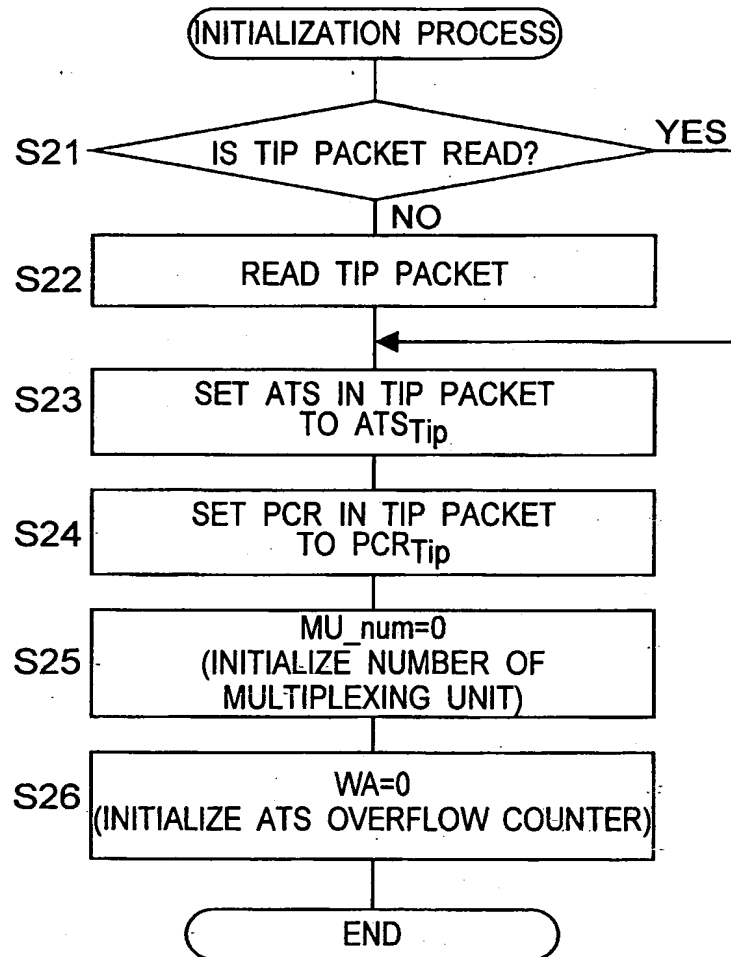 INITIALIZATION PROCESS
S21
IS TIP PACKET READ?
YES
NO
S22
READ TIP PACKET
S23
SET ATS IN TIP PACKET
TO ATSTip
S24
SET PCR IN TIP PACKET
TO PCRTip
S25
MU_num=0
(INITIALIZE NUMBER OF
MULTIPLEXING UNIT)
S26
WA=0
(INITIALIZE ATS OVERFLOW COUNTER)
END